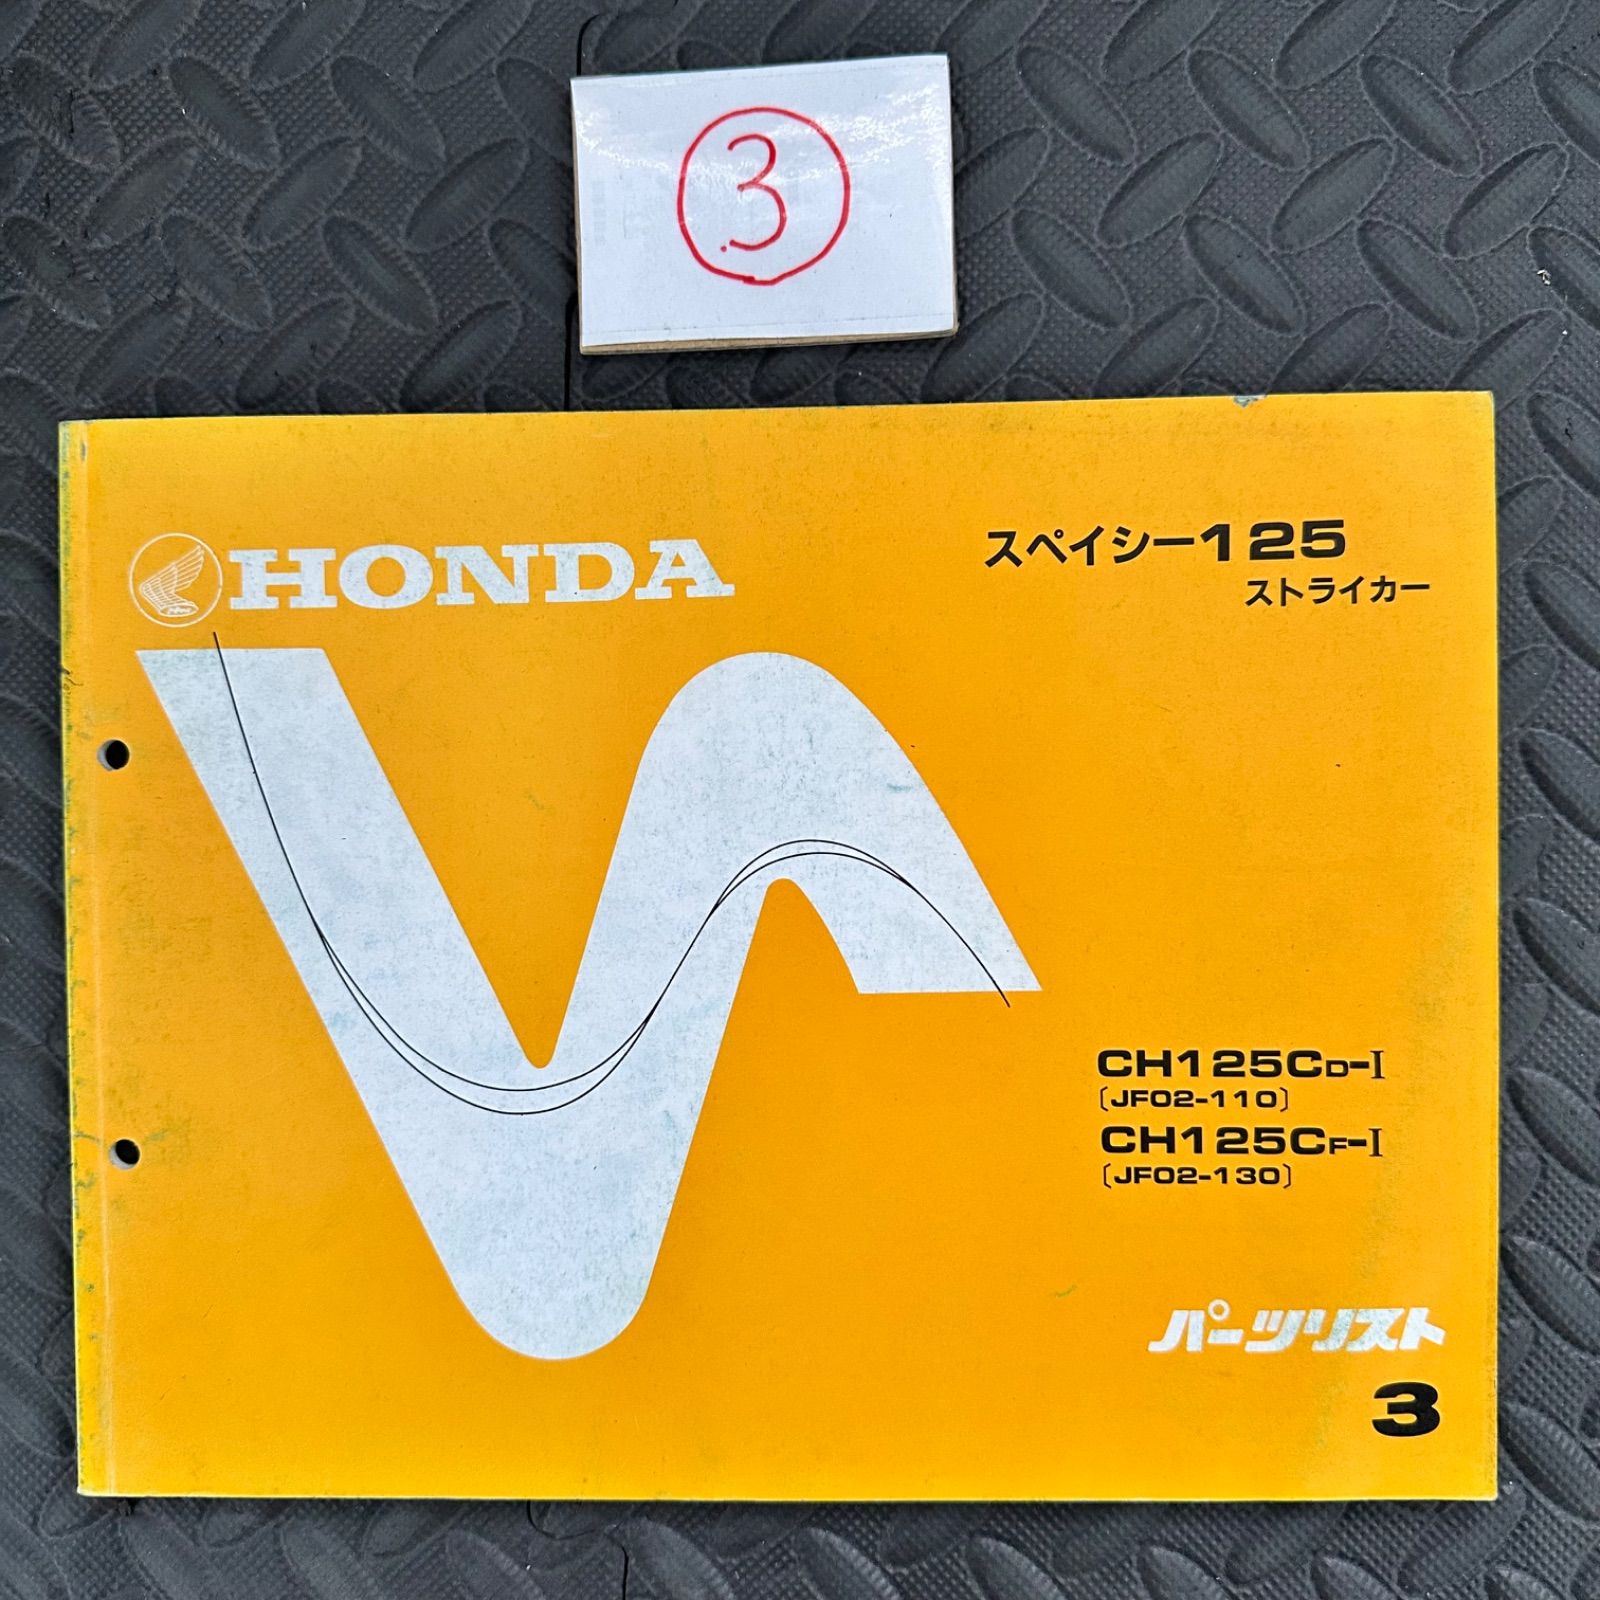 3
HONDA
スペイシー125
ストライカー
CH125CD-I
〔JF02-110〕
CH125CF-I
〔JF02-130〕
パーツリスト
3